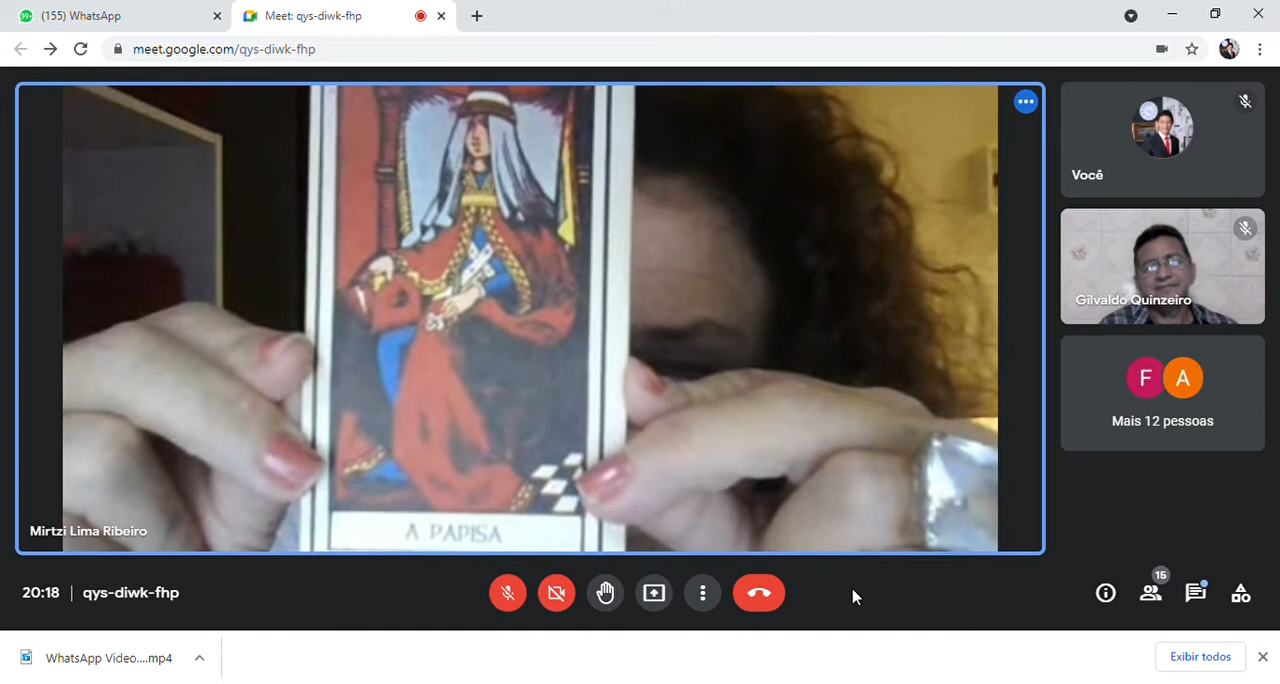 (155) WhatsApp
Meet: qys-diwk-fhp
meet.google.com/qys-diwk-fhp
Você
Gilvaldo Quinzeiro
F A
Mais 12 pessoas
A PAPISA
Mirtzi Lima Ribeiro
20:18 | qys-diwk-fhp
15
WhatsApp Video....mp4
Exibir todos